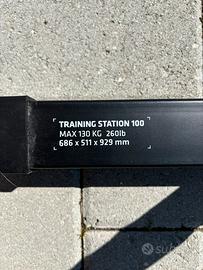 TRAINING STATION 100
MAX 130 KG 260lb
686 x 511 x 929 mm
subito